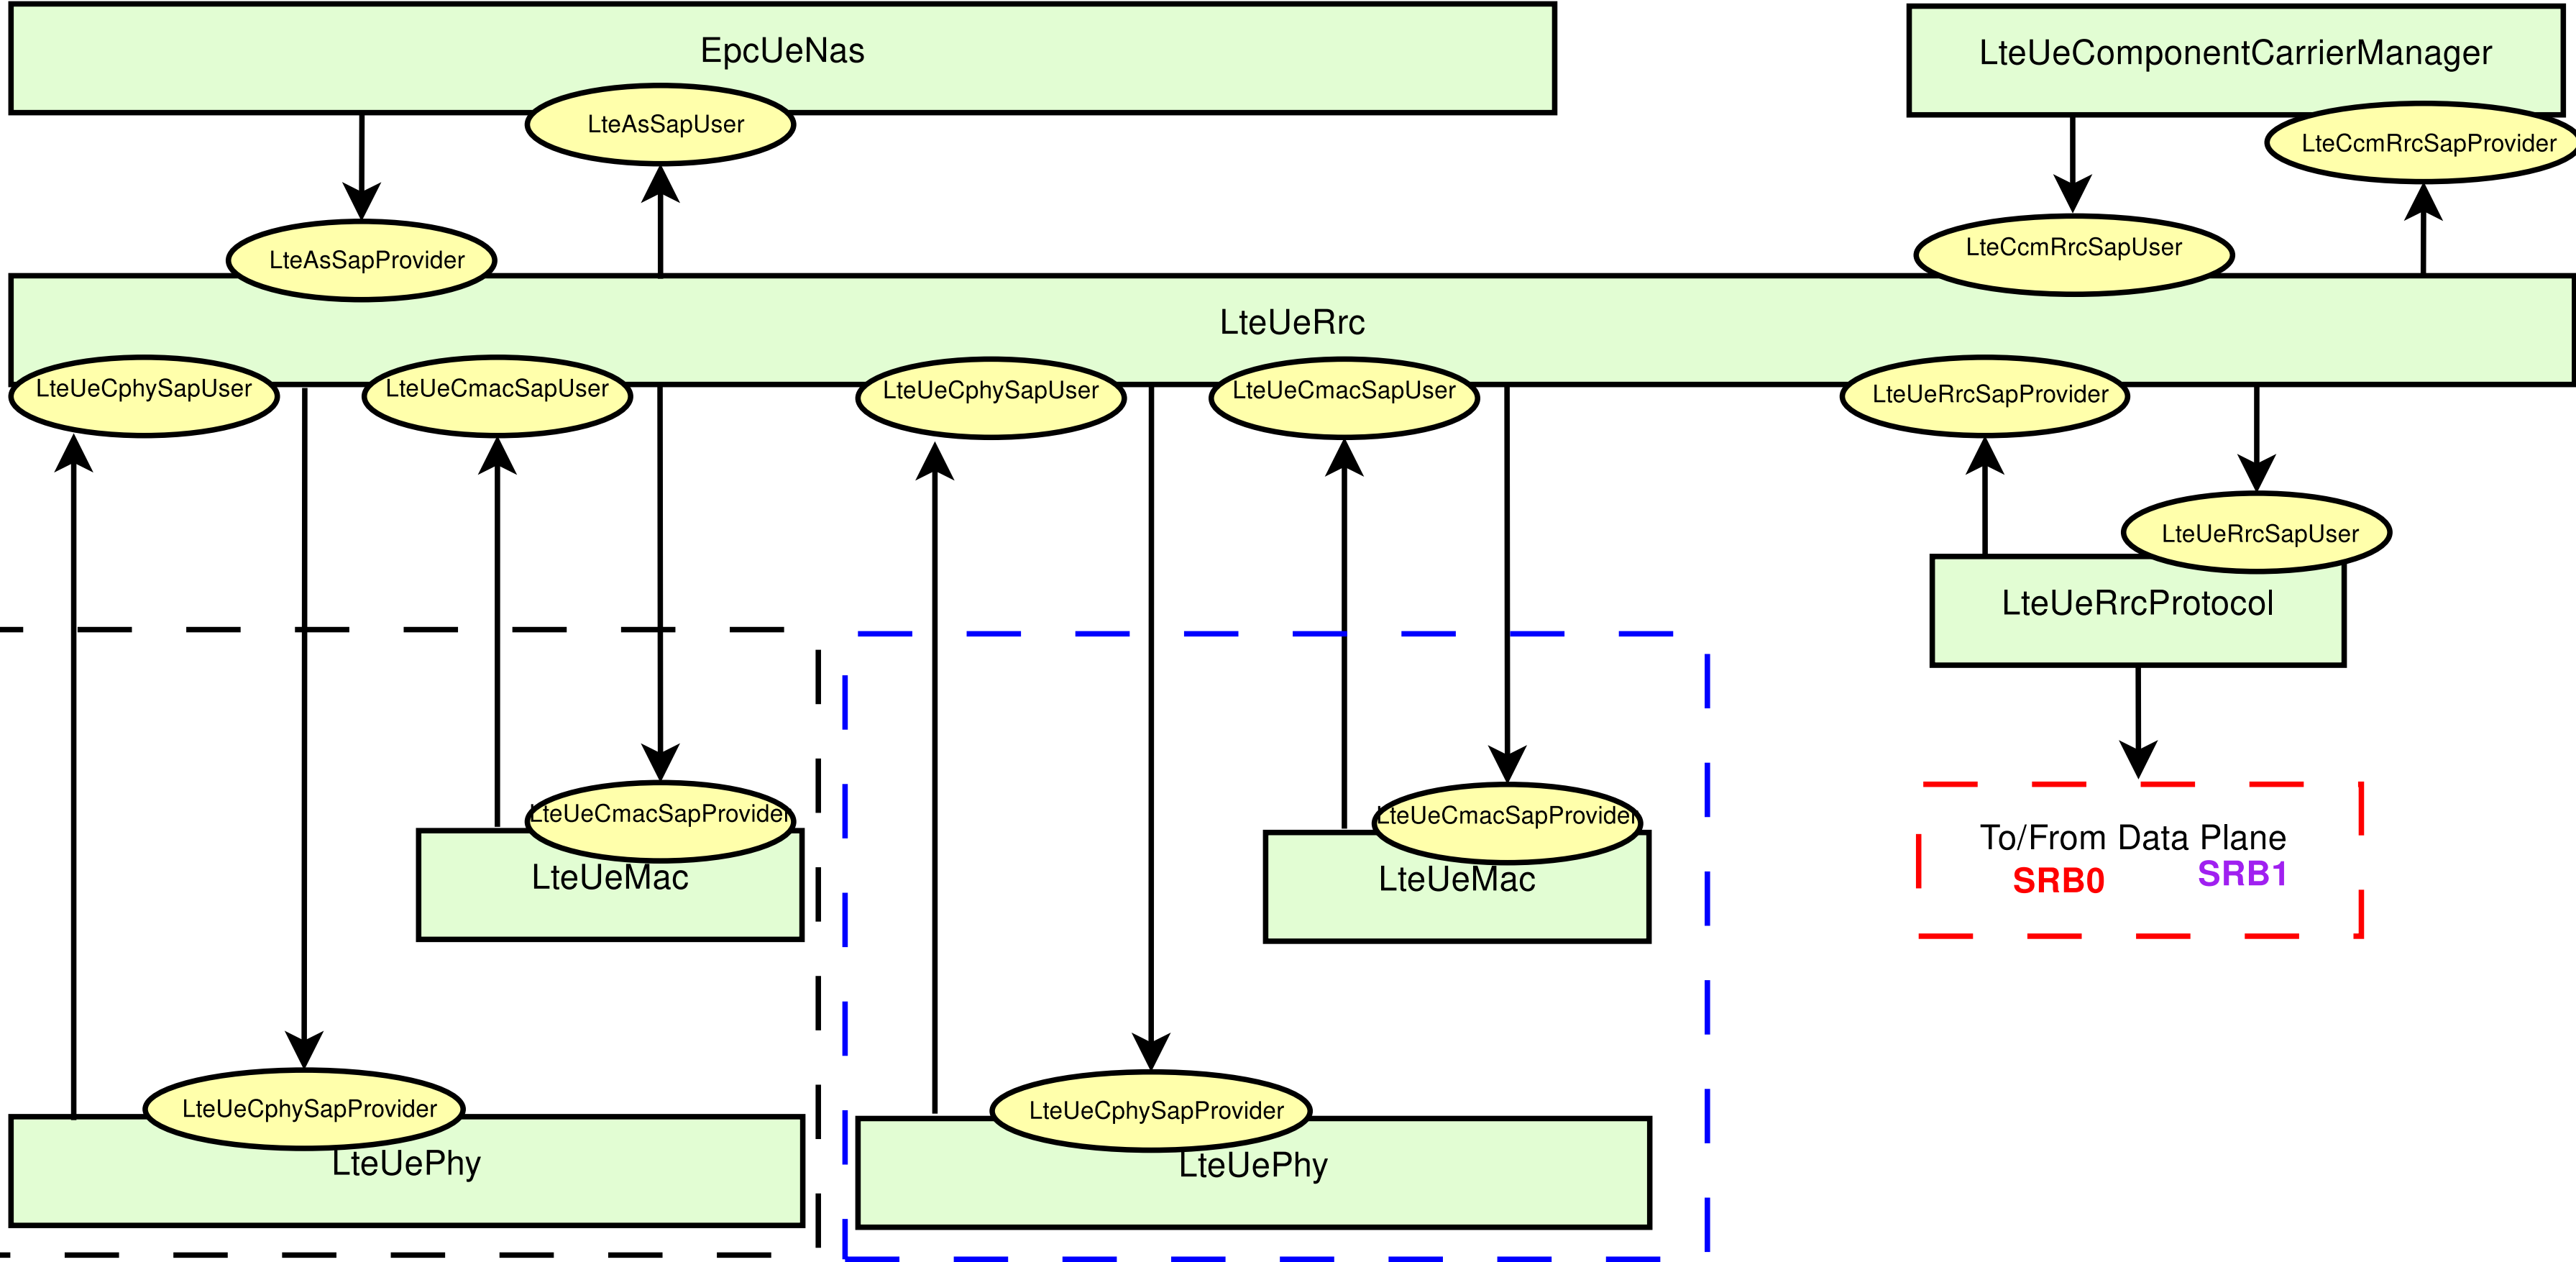 EpcUeNas
LteUeComponentCarrierManager
LteAsSapUser
LteCcmRrcSapProvider
LteAsSapProvider
LteCcmRrcSapUser
LteUeRrc
LteUeCphySapUser
LteUeCmacSapUser
LteUeCphySapUser
LteUeCmacSapUser
LteUeRrcSapProvider
LteUeRrcSapUser
LteUeRrcProtocol
LteUeCmacSapProvider
LteUeCmacSapProvider
To/From Data Plane
SRB0 SRB1
LteUeMac
LteUeMac
LteUeCphySapProvider
LteUeCphySapProvider
LteUePhy
LteUePhy